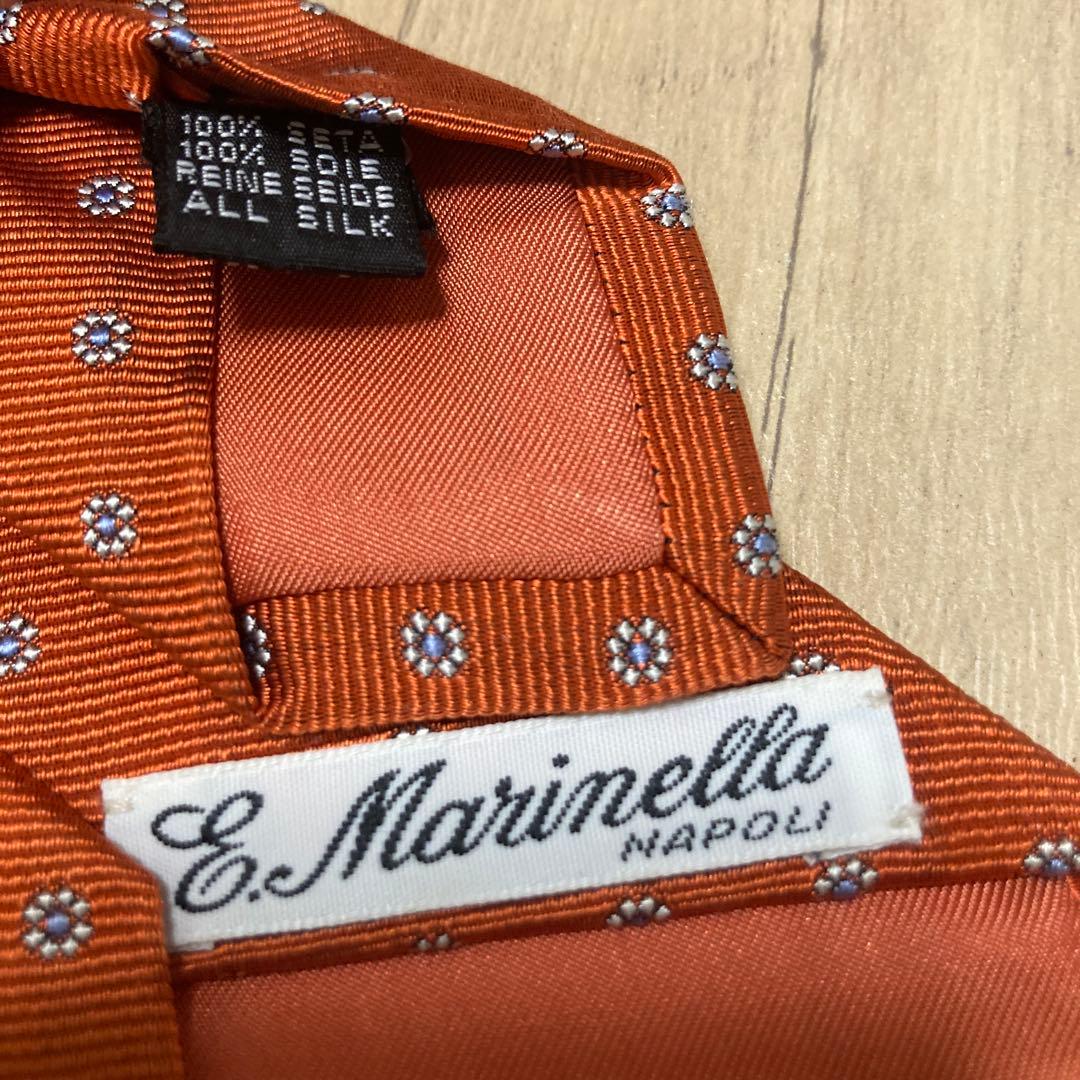 100% SETA
100% SOIE
REINE SEIDE
ALL SILK
E. Marinella
NAPOLI